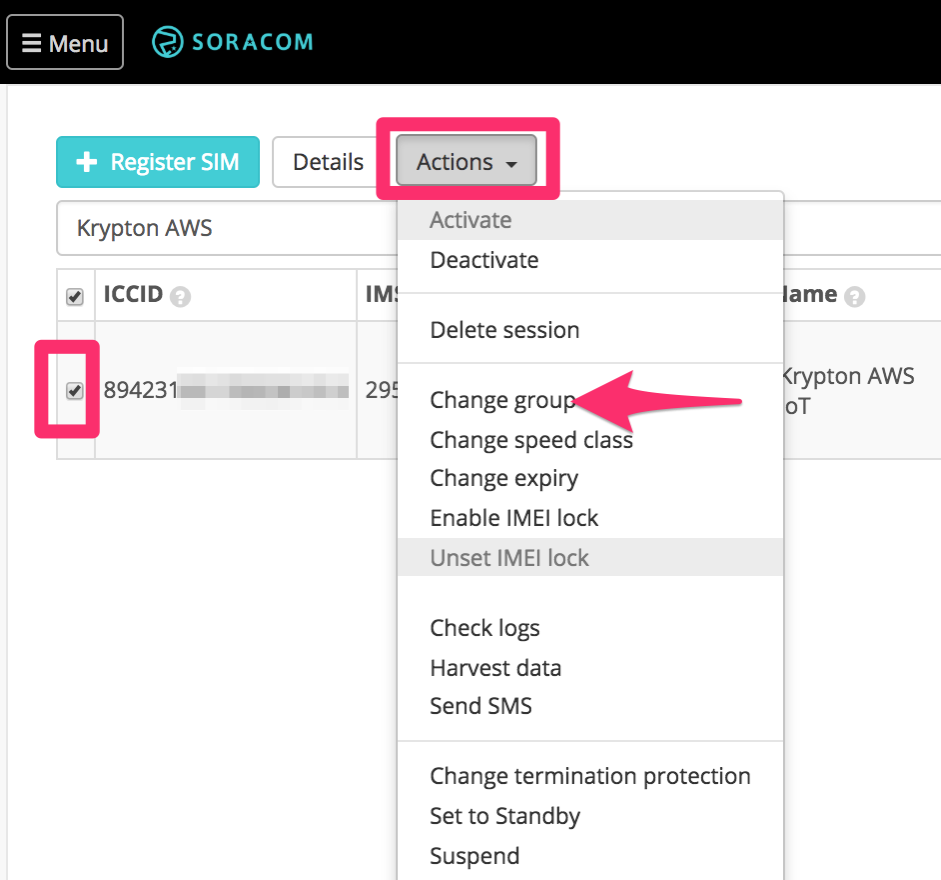 Menu
SORACOM
Register SIM
Details
Actions
Krypton AWS
Activate
Deactivate
Delete session
Change group
Change speed class
Change expiry
Enable IMEI lock
Unset IMEI lock
Check logs
Harvest data
Send SMS
Change termination protection
Set to Standby
Suspend
ICCID ?
IMS
ame ?
894231
295
Krypton AWS
oT